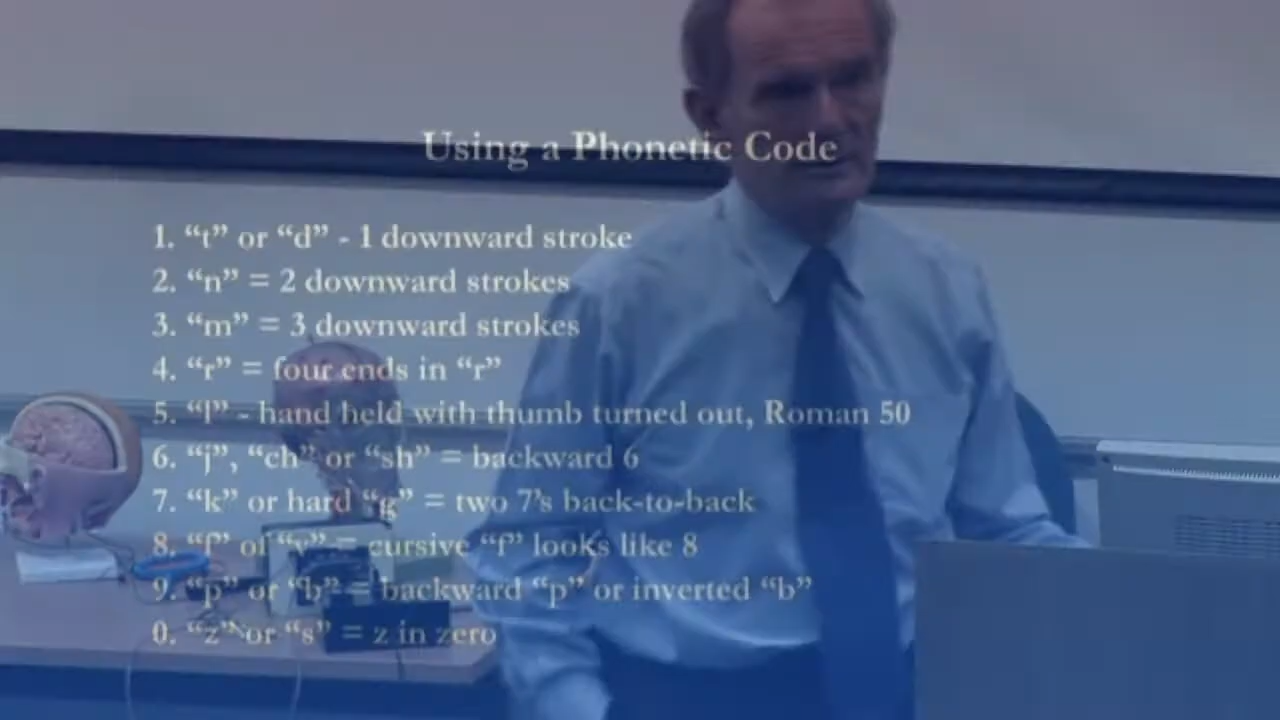 Using a Phonetic Code
1. “t” or “d” - 1 downward stroke
2. “n” = 2 downward strokes
3. “m” = 3 downward strokes
4. “r” = four ends in “r”
5. “l” - hand held with thumb turned out, Roman 50
6. “j”, “ch” or “sh” = backward 6
7. “k” or hard “g” = two 7’s back-to-back
8. “f” of “v” = cursive “f” looks like 8
9. “p” or “b” = backward “p” or inverted “b”
0. “z” or “s” = z in zero